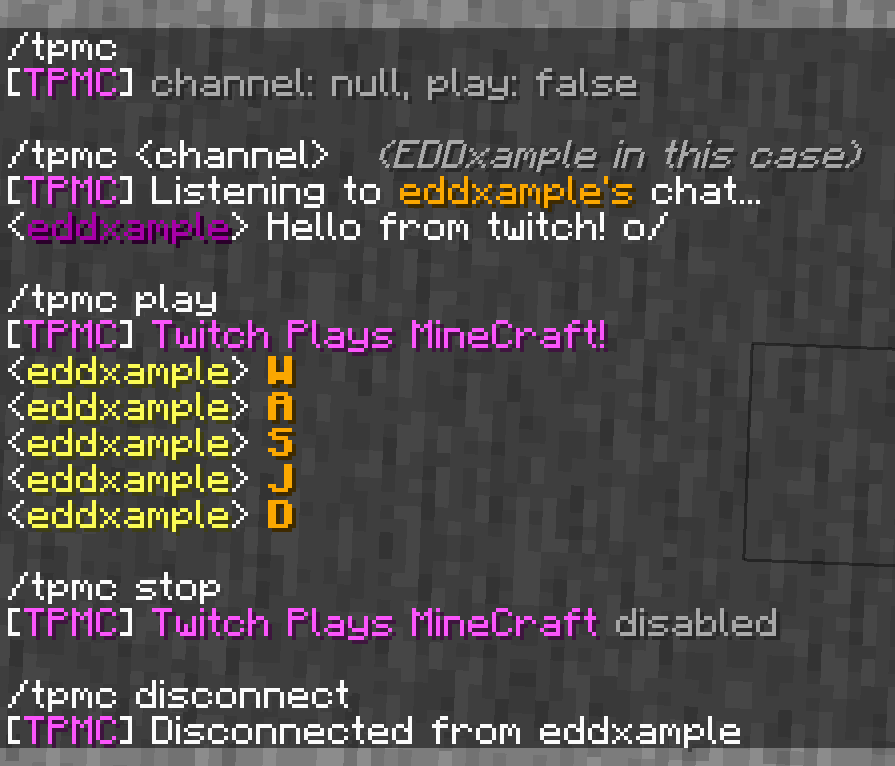 /tpmc
[TPMC] channel: null, play: false
/tpmc <channel> (EDDxample in this case)
[TPMC] Listening to eddxample's chat...
<eddxample> Hello from twitch! o/
/tpmc play
[TPMC] Twitch Plays MineCraft!
<eddxample> W
<eddxample> A
<eddxample> S
<eddxample> J
<eddxample> D
/tpmc stop
[TPMC] Twitch Plays MineCraft disabled
/tpmc disconnect
[TPMC] Disconnected from eddxample